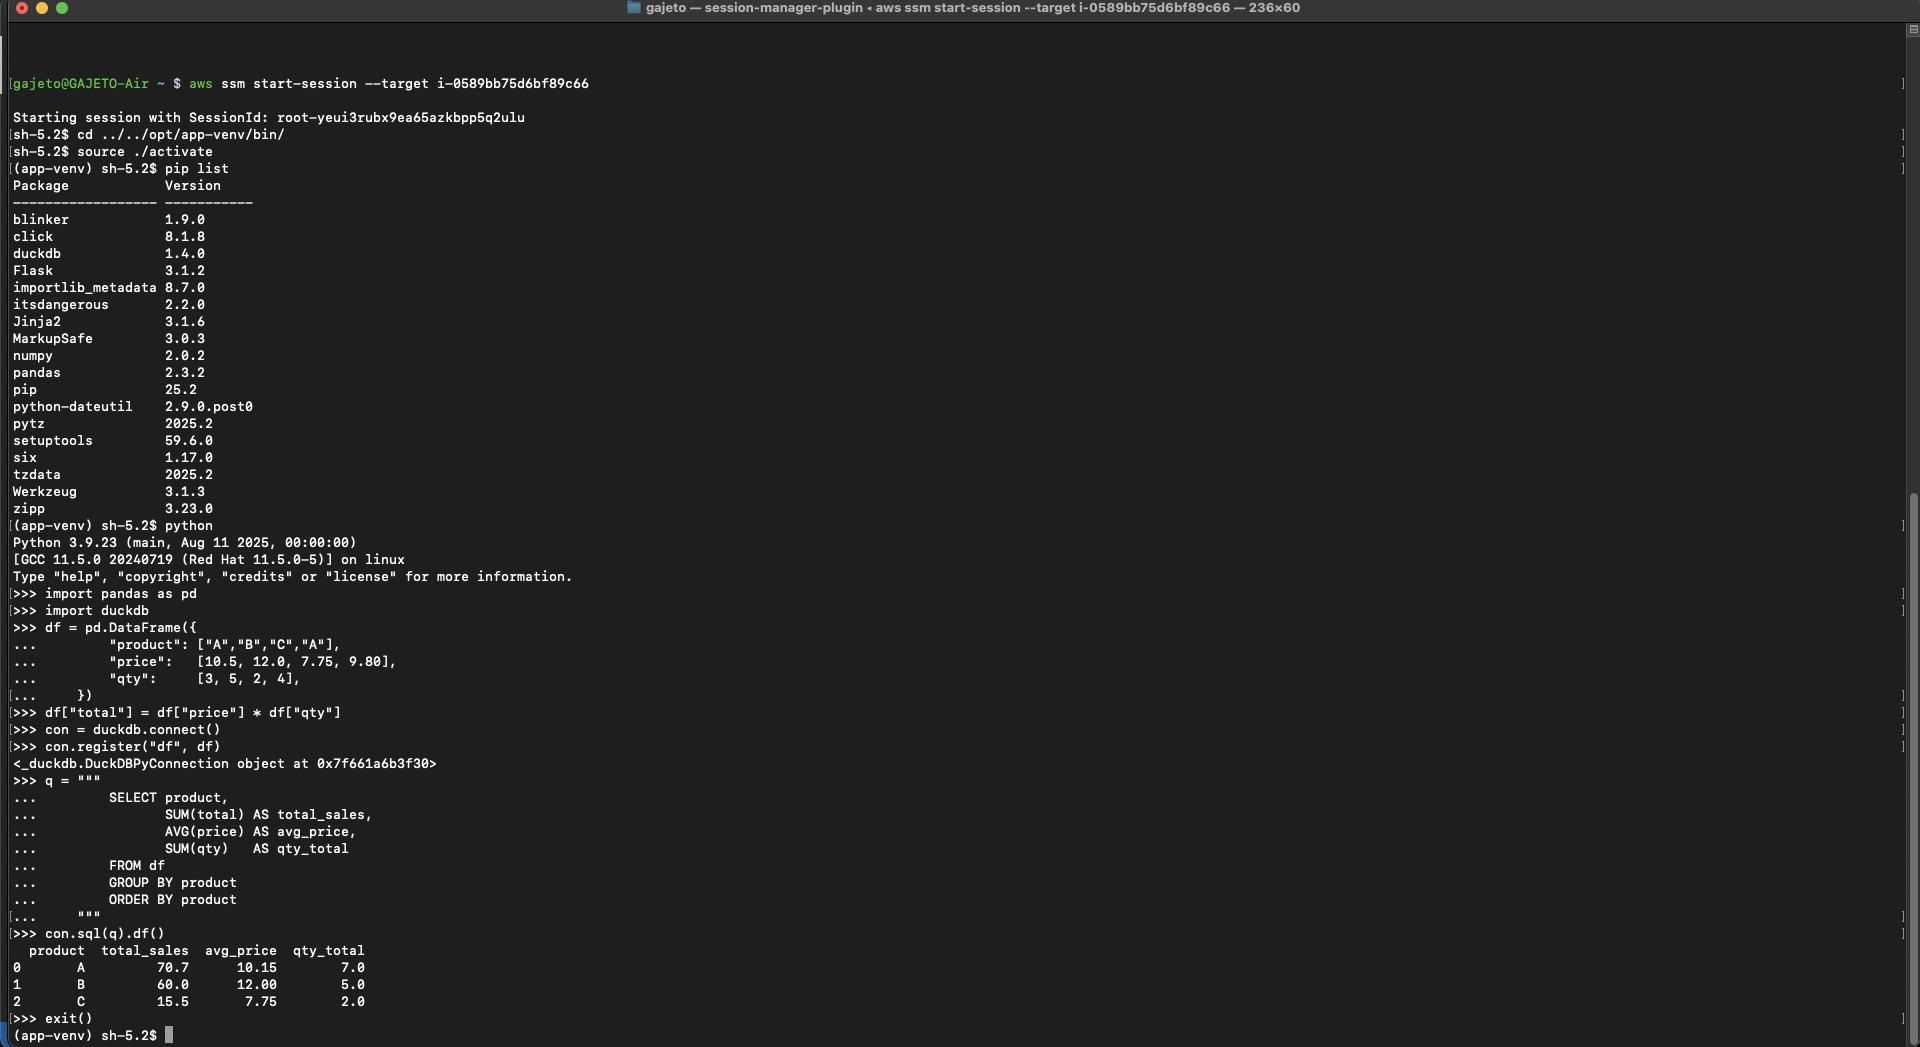 gajeto — session-manager-plugin ◂ aws ssm start-session --target i-0589bb75d6bf89c66 — 236×60
[gajeto@GAJETO-Air ~ $ aws ssm start-session --target i-0589bb75d6bf89c66 ]
Starting session with SessionId: root-yeui3rubx9ea65azkbpp5q2ulu
[sh-5.2$ cd ../../opt/app-venv/bin/ ]
[sh-5.2$ source ./activate ]
[(app-venv) sh-5.2$ pip list ]
Package            Version
------------------ -----------
blinker            1.9.0
click              8.1.8
duckdb             1.4.0
Flask              3.1.2
importlib_metadata 8.7.0
itsdangerous       2.2.0
Jinja2             3.1.6
MarkupSafe         3.0.3
numpy              2.0.2
pandas             2.3.2
pip                25.2
python-dateutil    2.9.0.post0
pytz               2025.2
setuptools         59.6.0
six                1.17.0
tzdata             2025.2
Werkzeug           3.1.3
zipp               3.23.0
[(app-venv) sh-5.2$ python ]
Python 3.9.23 (main, Aug 11 2025, 00:00:00)
[GCC 11.5.0 20240719 (Red Hat 11.5.0-5)] on linux
Type "help", "copyright", "credits" or "license" for more information.
[>>> import pandas as pd ]
[>>> import duckdb ]
>>> df = pd.DataFrame({
...         "product": ["A","B","C","A"],
...         "price":   [10.5, 12.0, 7.75, 9.80],
...         "qty":     [3, 5, 2, 4],
[...     }) ]
[>>> df["total"] = df["price"] * df["qty"] ]
[>>> con = duckdb.connect() ]
[>>> con.register("df", df) ]
<_duckdb.DuckDBPyConnection object at 0x7f661a6b3f30>
>>> q = """
...         SELECT product,
...                SUM(total) AS total_sales,
...                AVG(price) AS avg_price,
...                SUM(qty)   AS qty_total
...         FROM df
...         GROUP BY product
...         ORDER BY product
[...     """ ]
[>>> con.sql(q).df() ]
  product  total_sales  avg_price  qty_total
0       A         70.7      10.15        7.0
1       B         60.0      12.00        5.0
2       C         15.5       7.75        2.0
[>>> exit() ]
(app-venv) sh-5.2$